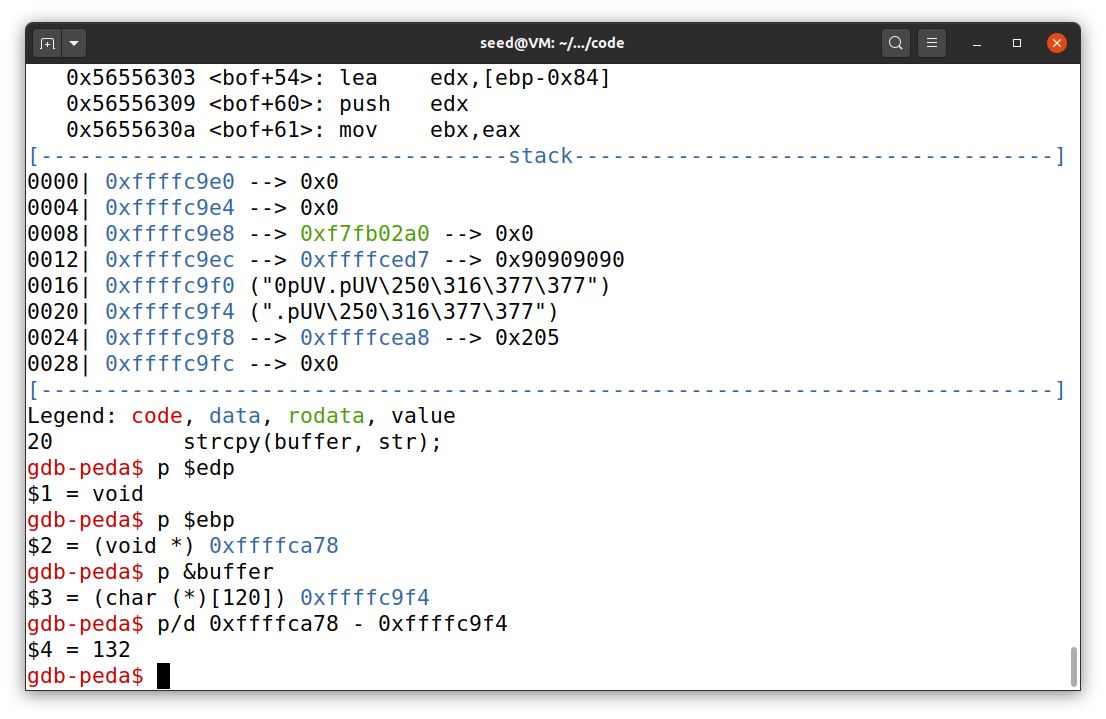 seed@VM: ~/.../code
0x56556303 <bof+54>: lea    edx,[ebp-0x84]
0x56556309 <bof+60>: push   edx
0x5655630a <bof+61>: mov    ebx,eax
[------------------------------------stack-------------------------------------]
0000| 0xffffc9e0 --> 0x0
0004| 0xffffc9e4 --> 0x0
0008| 0xffffc9e8 --> 0xf7fb02a0 --> 0x0
0012| 0xffffc9ec --> 0xffffced7 --> 0x90909090
0016| 0xffffc9f0 ("0pUV.pUV\250\316\377\377")
0020| 0xffffc9f4 (".pUV\250\316\377\377")
0024| 0xffffc9f8 --> 0xffffcea8 --> 0x205
0028| 0xffffc9fc --> 0x0
[------------------------------------------------------------------------------]
Legend: code, data, rodata, value
20          strcpy(buffer, str);
gdb-peda$ p $edp
$1 = void
gdb-peda$ p $ebp
$2 = (void *) 0xffffca78
gdb-peda$ p &buffer
$3 = (char (*)[120]) 0xffffc9f4
gdb-peda$ p/d 0xffffca78 - 0xffffc9f4
$4 = 132
gdb-peda$